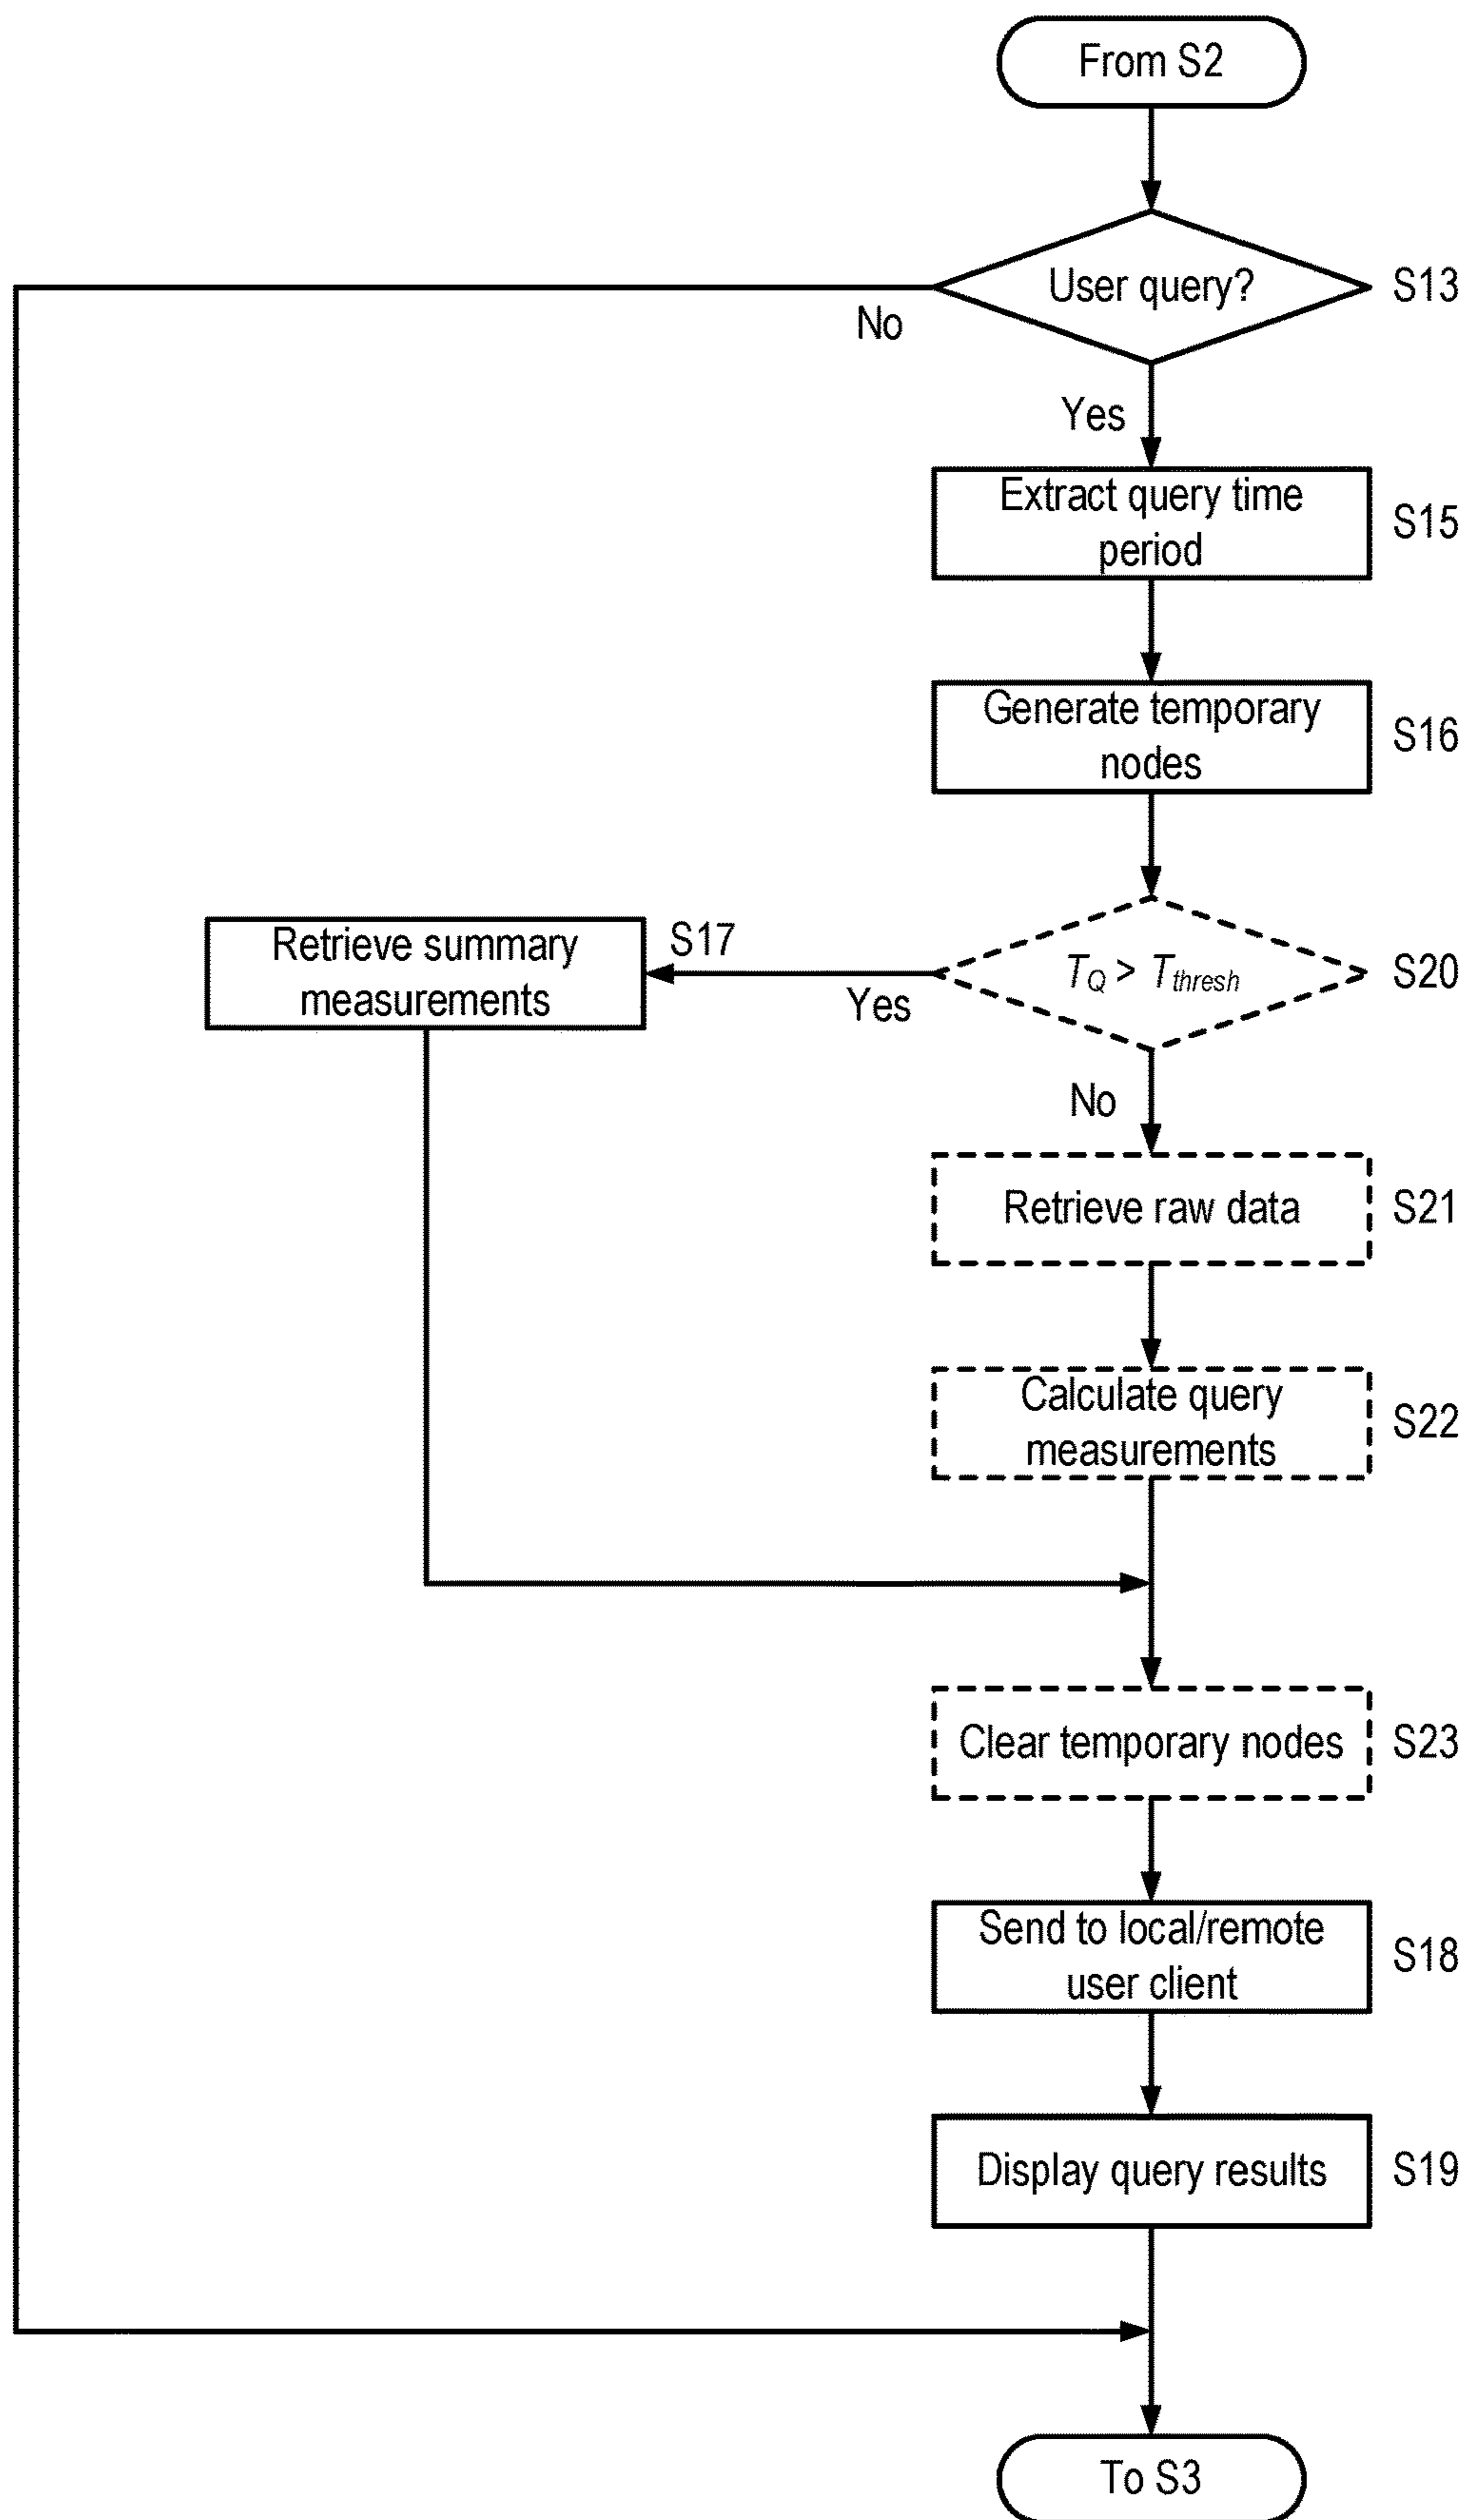 From S2
User query?
S13
No
Yes
Extract query time
period
S15
Generate temporary
nodes
S16
Retrieve summary
measurements
S17
Yes
T_Q > T_thresh
S20
No
Retrieve raw data
S21
Calculate query
measurements
S22
Clear temporary nodes
S23
Send to local/remote
user client
S18
Display query results
S19
To S3